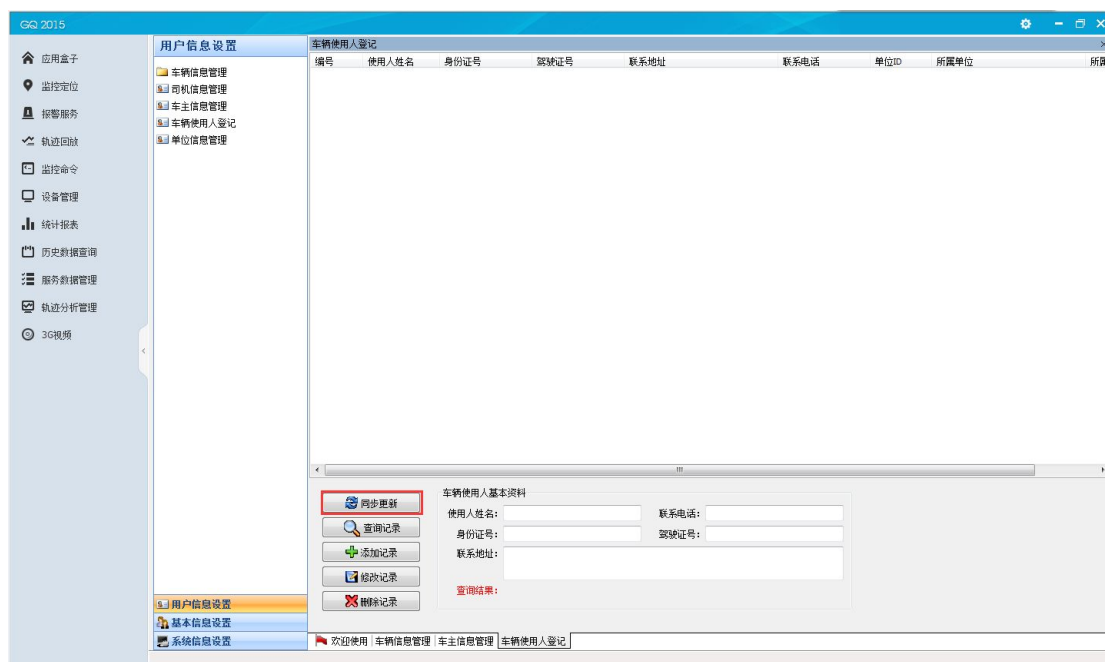 GQ 2015
应用盒子
监控定位
报警服务
轨迹回放
监控命令
设备管理
统计报表
历史数据查询
服务数据管理
轨迹分析管理
3G视频
用户信息设置
车辆信息管理
司机信息管理
车主信息管理
车辆使用人登记
单位信息管理
用户信息设置
基本信息设置
系统信息设置
车辆使用人登记
编号 使用人姓名 身份证号 驾驶证号 联系地址 联系电话 单位ID 所属单位 所属
同步更新
查询记录
添加记录
修改记录
删除记录
车辆使用人基本资料
使用人姓名: 联系电话:
身份证号: 驾驶证号:
联系地址:
查询结果:
欢迎使用 车辆信息管理 车主信息管理 车辆使用人登记